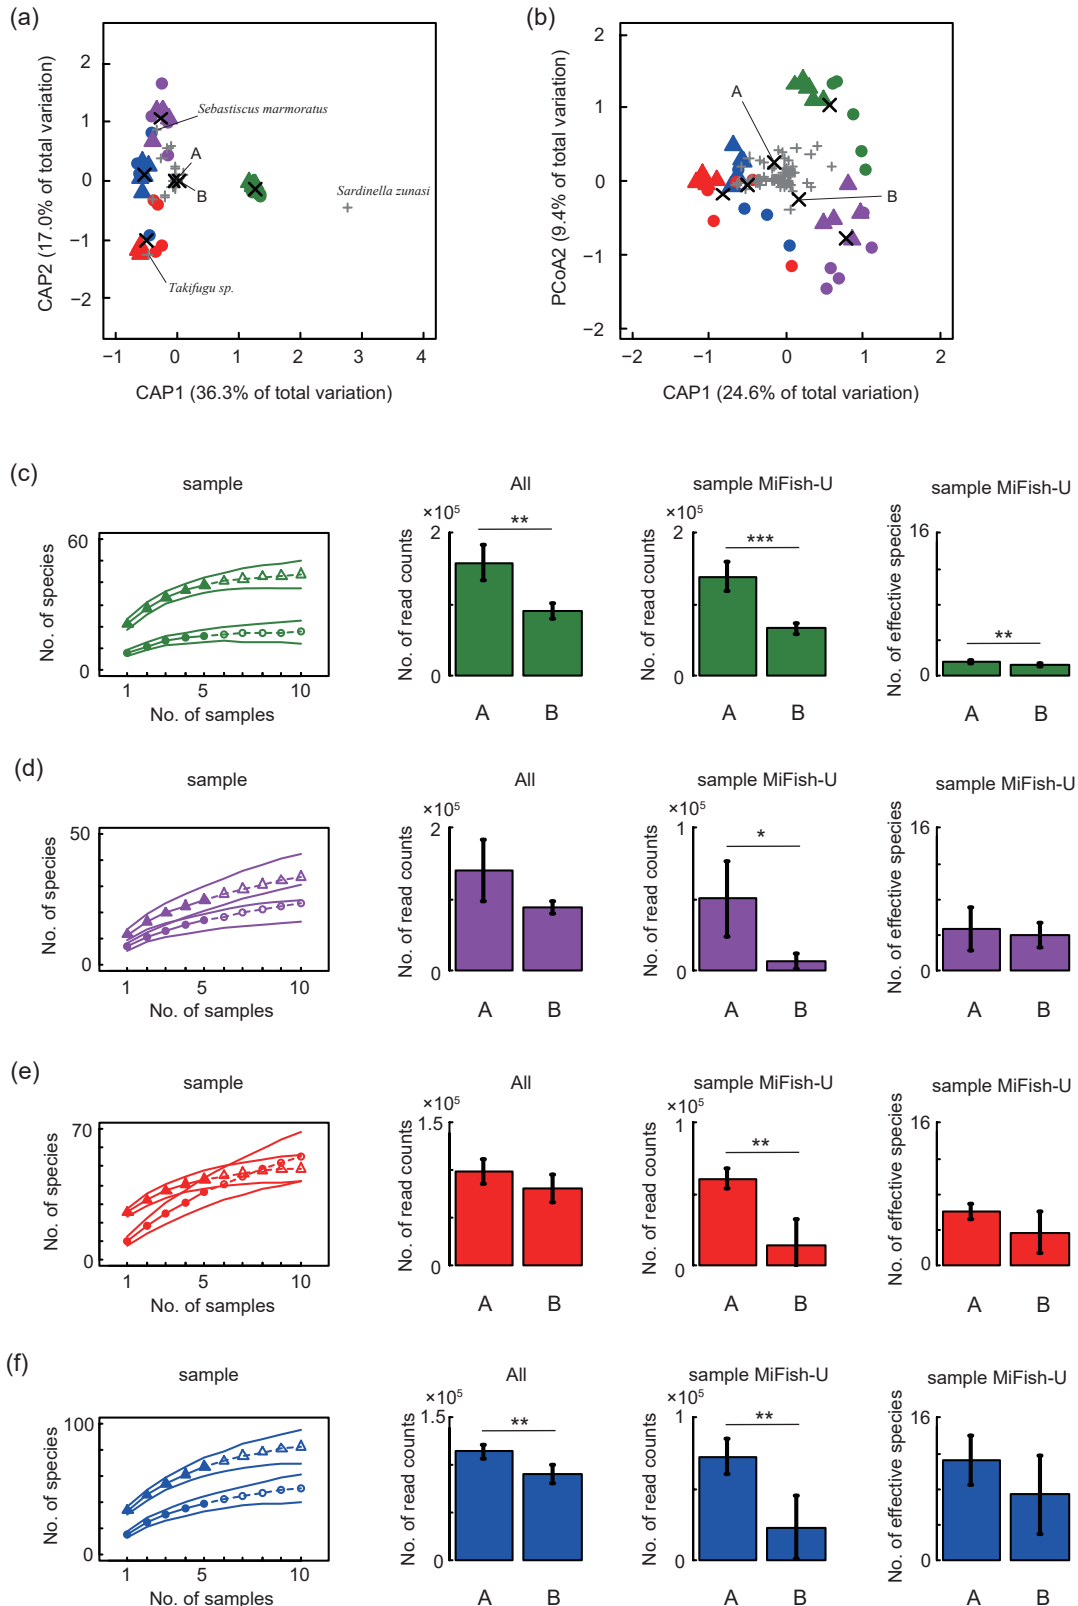 (a)
(b)
2
1
0
−1
−2
CAP2 (17.0% of total variation)
Sebastiscus marmoratus
A
B
Sardinella zunasi
Takifugu sp.
−1 0 1 2 3 4
CAP1 (36.3% of total variation)
2
1
0
−1
−2
PCoA2 (9.4% of total variation)
A
B
−2 −1 0 1 2
CAP1 (24.6% of total variation)
(c)
sample
60
0
No. of species
1 5 10
No. of samples
All
×10⁵
2
0
No. of read counts
**
A B
sample MiFish-U
×10⁵
2
0
No. of read counts
***
A B
sample MiFish-U
16
0
No. of effective species
**
A B
(d)
sample
50
0
No. of species
1 5 10
No. of samples
All
×10⁵
2
0
No. of read counts
A B
sample MiFish-U
×10⁵
1
0
No. of read counts
*
A B
sample MiFish-U
16
0
No. of effective species
A B
(e)
sample
70
0
No. of species
1 5 10
No. of samples
All
×10⁵
1.5
0
No. of read counts
A B
sample MiFish-U
×10⁵
1
0
No. of read counts
**
A B
sample MiFish-U
16
0
No. of effective species
A B
(f)
sample
100
0
No. of species
1 5 10
No. of samples
All
×10⁵
1.5
0
No. of read counts
**
A B
sample MiFish-U
×10⁵
1
0
No. of read counts
**
A B
sample MiFish-U
16
0
No. of effective species
A B